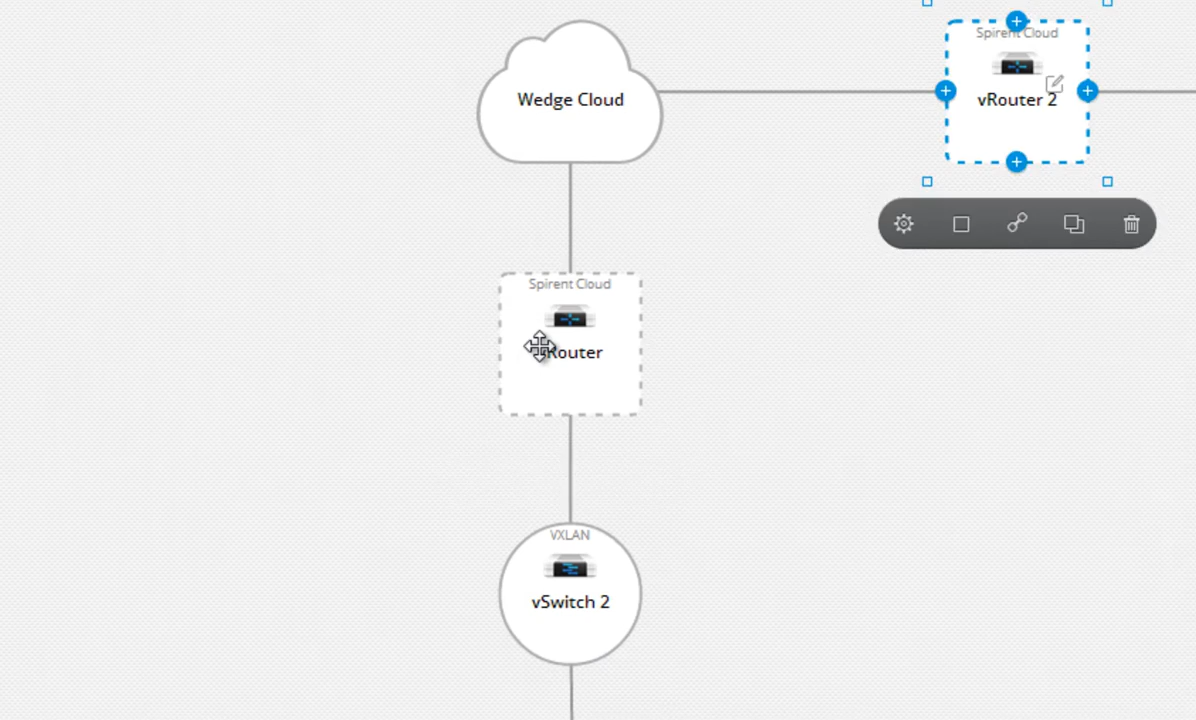 Spirent Cloud
Wedge Cloud
vRouter 2
Spirent Cloud
Router
VXLAN
vSwitch 2